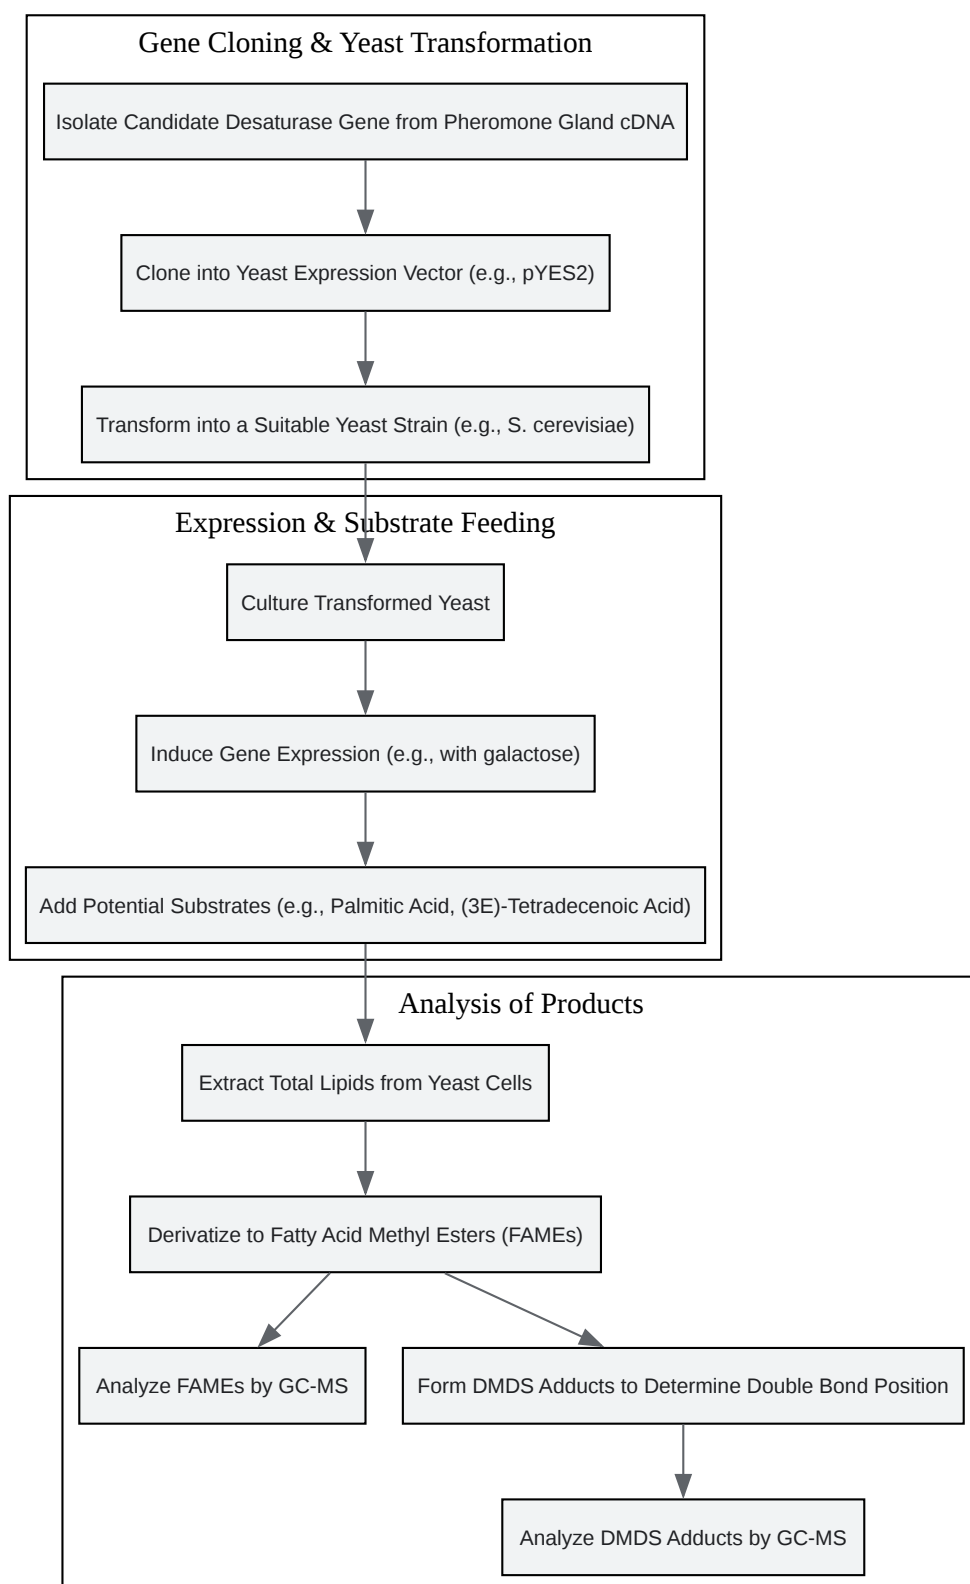 Gene Cloning & Yeast Transformation
Isolate Candidate Desaturase Gene from Pheromone Gland cDNA
Clone into Yeast Expression Vector (e.g., pYES2)
Transform into a Suitable Yeast Strain (e.g., S. cerevisiae)
Expression & Substrate Feeding
Culture Transformed Yeast
Induce Gene Expression (e.g., with galactose)
Add Potential Substrates (e.g., Palmitic Acid, (3E)-Tetradecenoic Acid)
Analysis of Products
Extract Total Lipids from Yeast Cells
Derivatize to Fatty Acid Methyl Esters (FAMEs)
Analyze FAMEs by GC-MS
Form DMDS Adducts to Determine Double Bond Position
Analyze DMDS Adducts by GC-MS